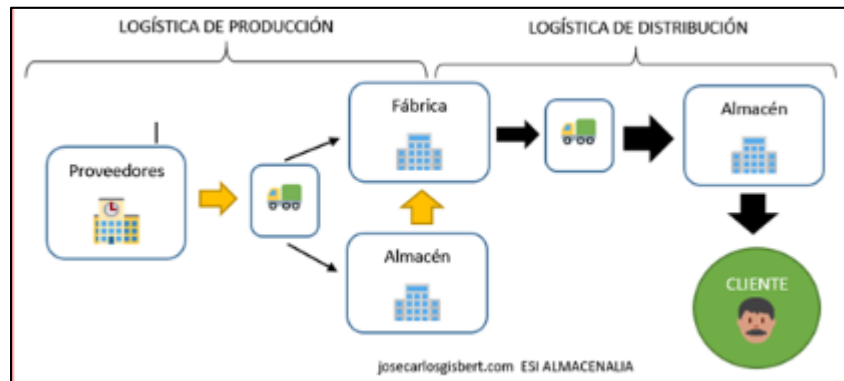 LOGÍSTICA DE PRODUCCIÓN
LOGÍSTICA DE DISTRIBUCIÓN
Fábrica
Almacén
Proveedores
Almacén
CLIENTE
josecarlosgisbert.com ESI ALMACENALIA